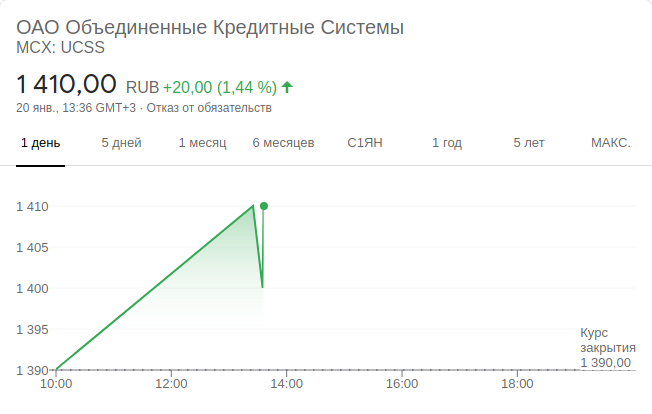 ОАО Объединенные Кредитные Системы
MCX: UCSS
1 410,00 RUB +20,00 (1,44 %)
20 янв., 13:36 GMT+3 · Отказ от обязательств
1 день 5 дней 1 месяц 6 месяцев С1ЯН 1 год 5 лет МАКС.
1 410
1 405
1 400
1 395
Курс
закрытия
1 390,00
1 390
10:00 12:00 14:00 16:00 18:00